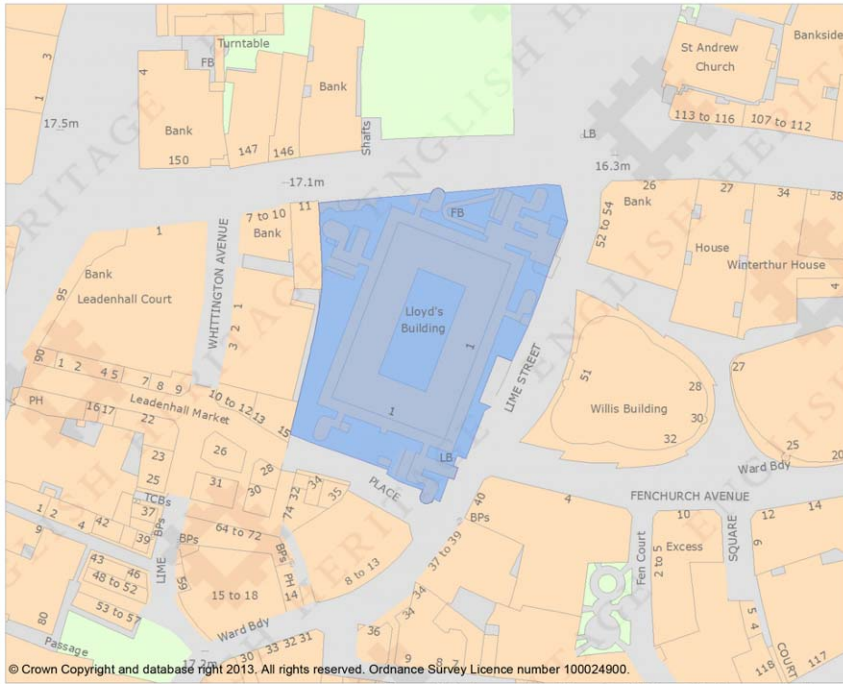 Turntable
FB
St Andrew
Church
Bankside
3
4
1
17.5m
Bank
Bank
150
147
146
Shafts
113 to 116
107 to 112
LB
16.3m
17.1m
7 to 10
11
Bank
FB
26
27
34
38
Bank
52 to 54
House
Winterthur House
4
1
Bank
Leadenhall Court
95
WHITTINGTON AVENUE
1
2
3
Lloyd's
Building
1
1
LIME STREET
51
Willis Building
28
30
32
27
25
20
90
1 2
4 5
7 8 9
10 to 12
13
15
Leadenhall Market
PH
16
17
22
23
25
26
28
31
30
TCBs
37
39
BPs
LB
PLACE
32
34
35
74
40
BPs
4
Ward Bdy
FENCHURCH AVENUE
10
12
14
Excess
2 to 5
Fen Court
SQUARE
6
1
2
4
42
9
BPs
64 to 72
BPs
PH
14
37 to 39
8 to 13
43
46
48 to 52
53 to 57
LIME
59
15 to 18
80
Passage
Ward Bdy
17.2m
30
33
32
31
34
34
36
9
8
7
5
4
COURT
118
117
ENGLISH HERITAGE
© Crown Copyright and database right 2013. All rights reserved. Ordnance Survey Licence number 100024900.